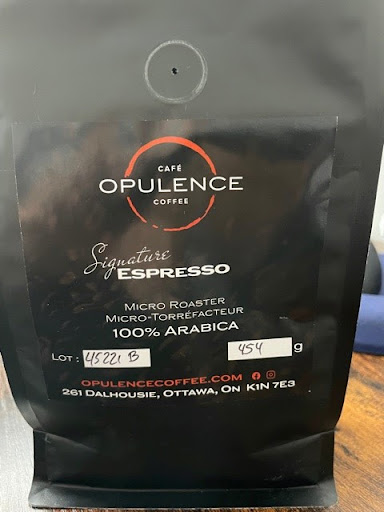 CAFÉ
OPULENCE
COFFEE
Signature
ESPRESSO
MICRO ROASTER
MICRO-TORRÉFACTEUR
100% ARABICA
LOT : 45221 B 454 g
OPULENCECOFFEE.COM
261 DALHOUSIE, OTTAWA, ON K1N 7E3